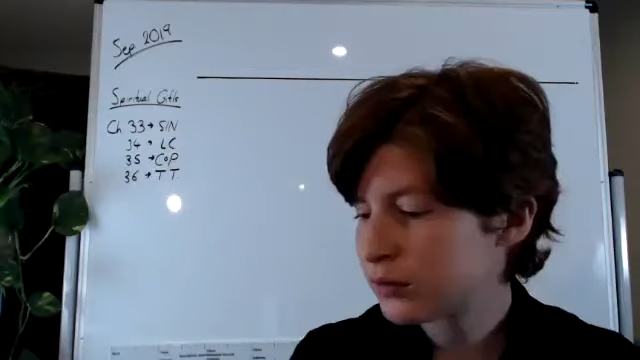 Sep 2019
Spiritual Gifts
Ch 33 → SIN
34 → LC
35 → COP
36 → TT